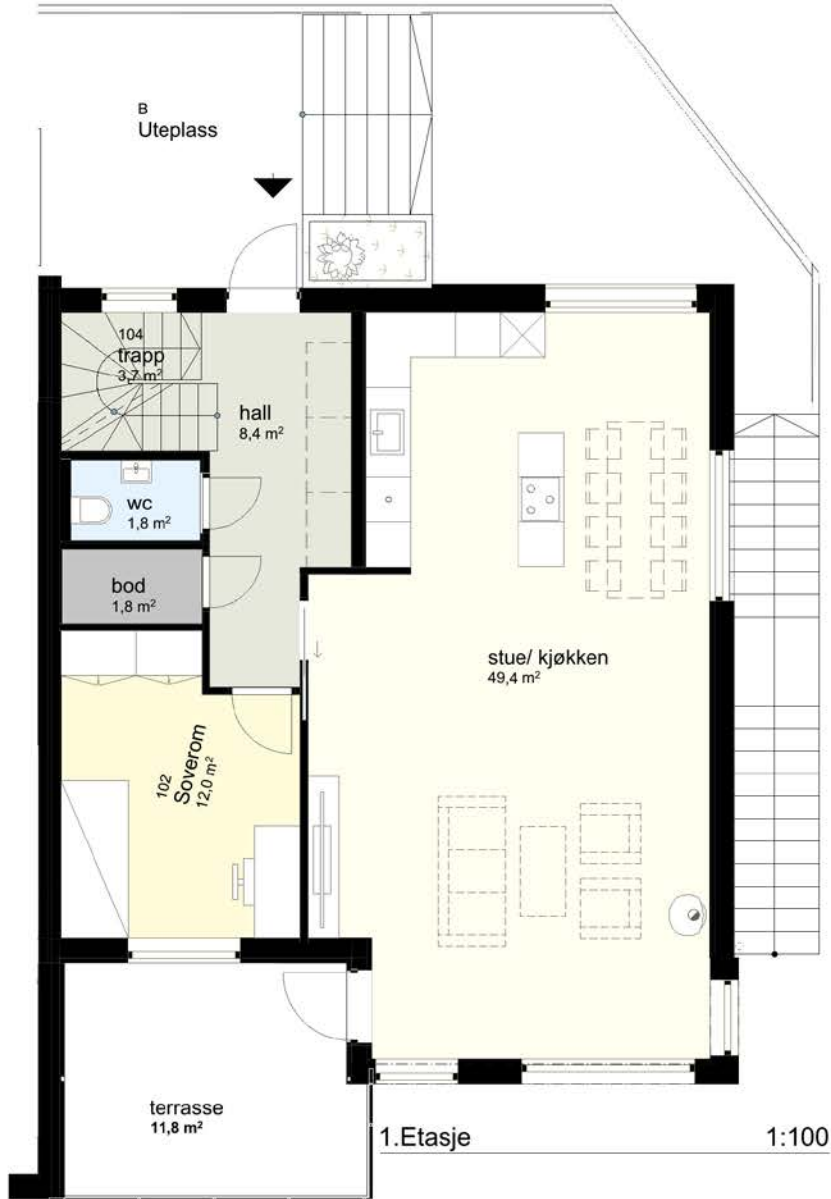 B
Uteplass
104
trapp
3,7 m²
hall
8,4 m²
wc
1,8 m²
bod
1,8 m²
stue/ kjøkken
49,4 m²
102
Soverom
12,0 m²
terrasse
11,8 m²
1.Etasje 1:100